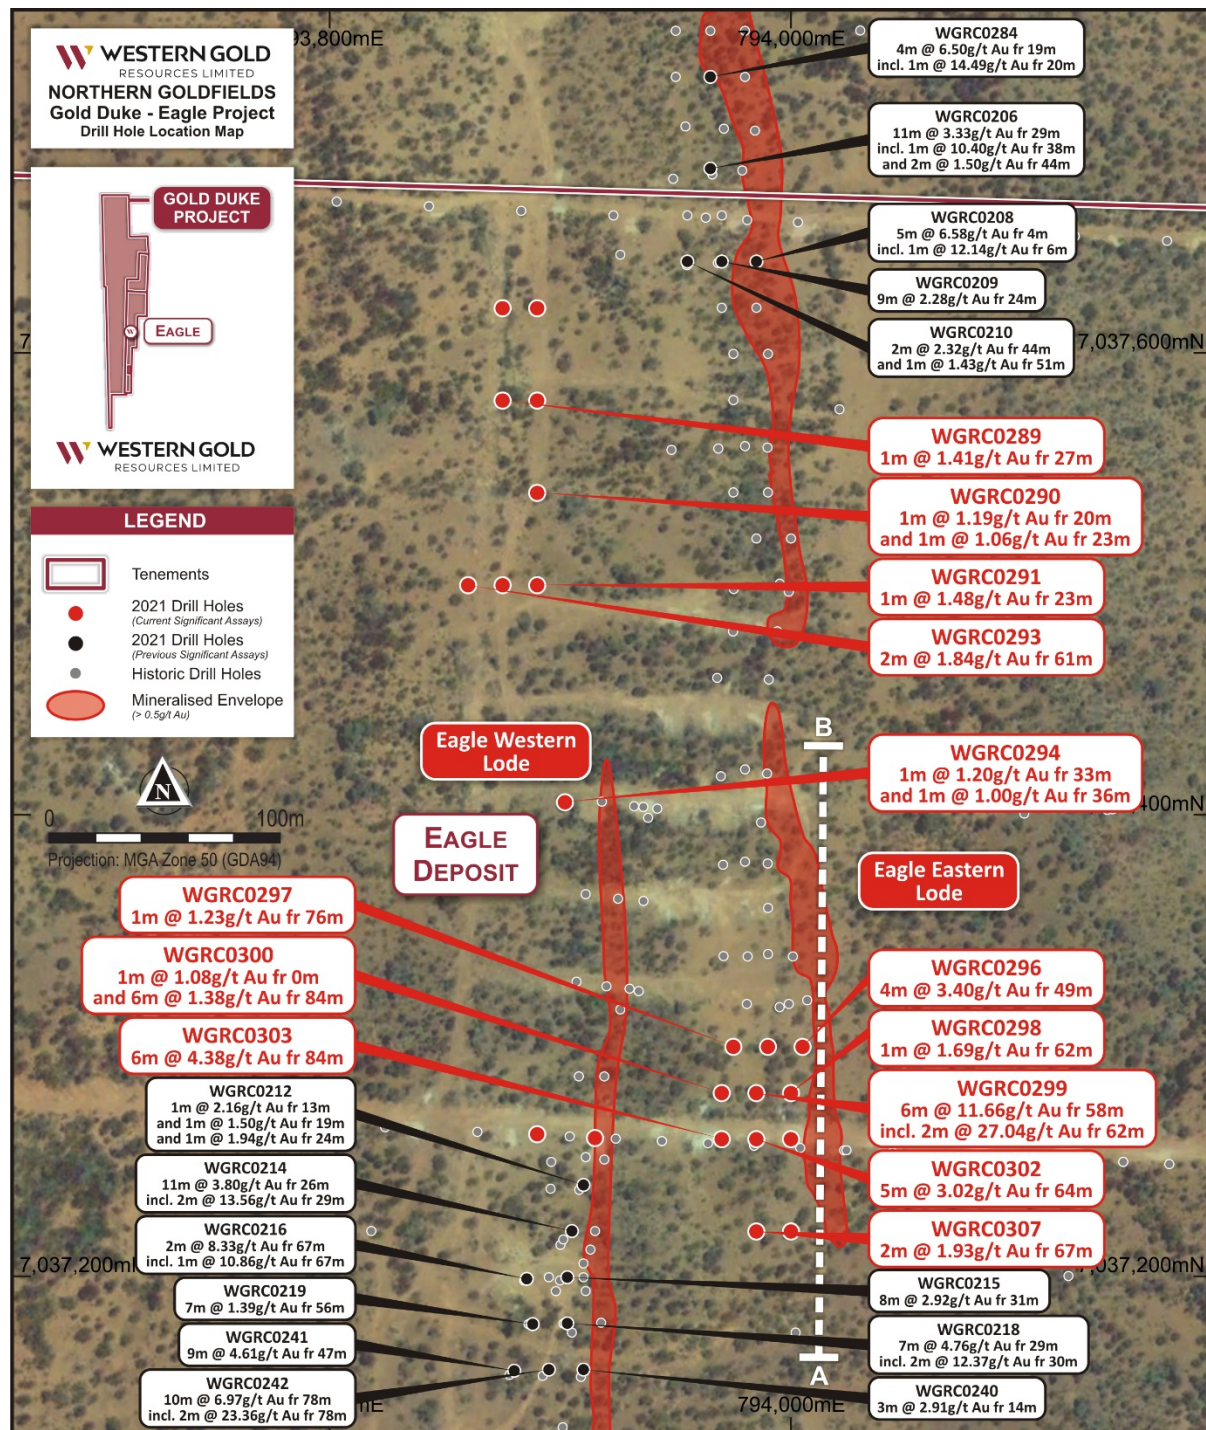 WESTERN GOLD
RESOURCES LIMITED
NORTHERN GOLDFIELDS
Gold Duke - Eagle Project
Drill Hole Location Map
93,800mE
794,000mE
WGRC0284
4m @ 6.50g/t Au fr 19m
incl. 1m @ 14.49g/t Au fr 20m
WGRC0206
11m @ 3.33g/t Au fr 29m
incl. 1m @ 10.40g/t Au fr 38m
and 2m @ 1.50g/t Au fr 44m
GOLD DUKE
PROJECT
W
EAGLE
WESTERN GOLD
RESOURCES LIMITED
WGRC0208
5m @ 6.58g/t Au fr 4m
incl. 1m @ 12.14g/t Au fr 6m
WGRC0209
9m @ 2.28g/t Au fr 24m
WGRC0210
2m @ 2.32g/t Au fr 44m
and 1m @ 1.43g/t Au fr 51m
7
7,037,600mN
WGRC0289
1m @ 1.41g/t Au fr 27m
WGRC0290
1m @ 1.19g/t Au fr 20m
and 1m @ 1.06g/t Au fr 23m
WGRC0291
1m @ 1.48g/t Au fr 23m
WGRC0293
2m @ 1.84g/t Au fr 61m
LEGEND
Tenements
2021 Drill Holes
(Current Significant Assays)
2021 Drill Holes
(Previous Significant Assays)
Historic Drill Holes
Mineralised Envelope
(> 0.5g/t Au)
N
0 100m
Projection: MGA Zone 50 (GDA94)
Eagle Western
Lode
B
WGRC0294
1m @ 1.20g/t Au fr 33m
and 1m @ 1.00g/t Au fr 36m
400mN
EAGLE
DEPOSIT
Eagle Eastern
Lode
WGRC0297
1m @ 1.23g/t Au fr 76m
WGRC0300
1m @ 1.08g/t Au fr 0m
and 6m @ 1.38g/t Au fr 84m
WGRC0303
6m @ 4.38g/t Au fr 84m
WGRC0296
4m @ 3.40g/t Au fr 49m
WGRC0298
1m @ 1.69g/t Au fr 62m
WGRC0299
6m @ 11.66g/t Au fr 58m
incl. 2m @ 27.04g/t Au fr 62m
WGRC0302
5m @ 3.02g/t Au fr 64m
WGRC0307
2m @ 1.93g/t Au fr 67m
WGRC0212
1m @ 2.16g/t Au fr 13m
and 1m @ 1.50g/t Au fr 19m
and 1m @ 1.94g/t Au fr 24m
WGRC0214
11m @ 3.80g/t Au fr 26m
incl. 2m @ 13.56g/t Au fr 29m
WGRC0216
2m @ 8.33g/t Au fr 67m
incl. 1m @ 10.86g/t Au fr 67m
7,037,200m
7,037,200mN
WGRC0219
7m @ 1.39g/t Au fr 56m
WGRC0241
9m @ 4.61g/t Au fr 47m
WGRC0242
10m @ 6.97g/t Au fr 78m
incl. 2m @ 23.36g/t Au fr 78m
WGRC0215
8m @ 2.92g/t Au fr 31m
WGRC0218
7m @ 4.76g/t Au fr 29m
incl. 2m @ 12.37g/t Au fr 30m
WGRC0240
3m @ 2.91g/t Au fr 14m
A
mE
794,000mE